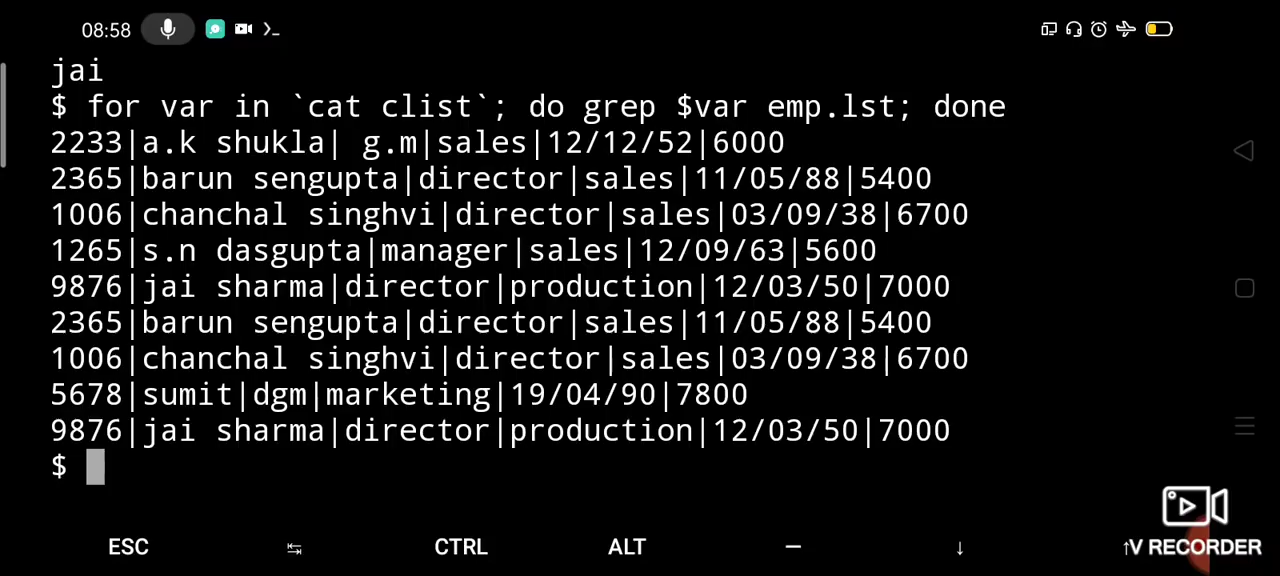 08:58 >_
jai
$ for var in `cat clist`; do grep $var emp.lst; done
2233|a.k shukla| g.m|sales|12/12/52|6000
2365|barun sengupta|director|sales|11/05/88|5400
1006|chanchal singhvi|director|sales|03/09/38|6700
1265|s.n dasgupta|manager|sales|12/09/63|5600
9876|jai sharma|director|production|12/03/50|7000
2365|barun sengupta|director|sales|11/05/88|5400
1006|chanchal singhvi|director|sales|03/09/38|6700
5678|sumit|dgm|marketing|19/04/90|7800
9876|jai sharma|director|production|12/03/50|7000
$
ESC ↹ CTRL ALT — ↓
V RECORDER